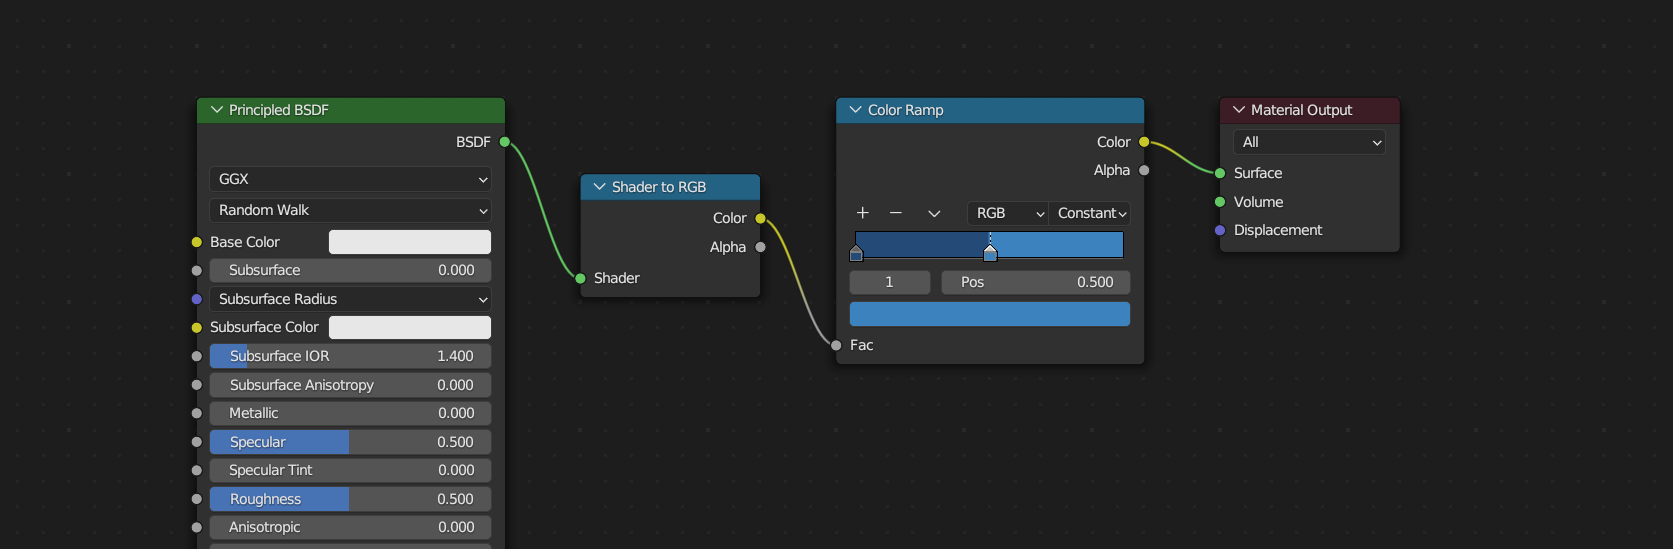 Principled BSDF
BSDF
GGX
Random Walk
Base Color
Subsurface 0.000
Subsurface Radius
Subsurface Color
Subsurface IOR 1.400
Subsurface Anisotropy 0.000
Metallic 0.000
Specular 0.500
Specular Tint 0.000
Roughness 0.500
Anisotropic 0.000
Shader to RGB
Color
Alpha
Shader
Color Ramp
Color
Alpha
RGB Constant
1 Pos 0.500
Fac
Material Output
All
Surface
Volume
Displacement